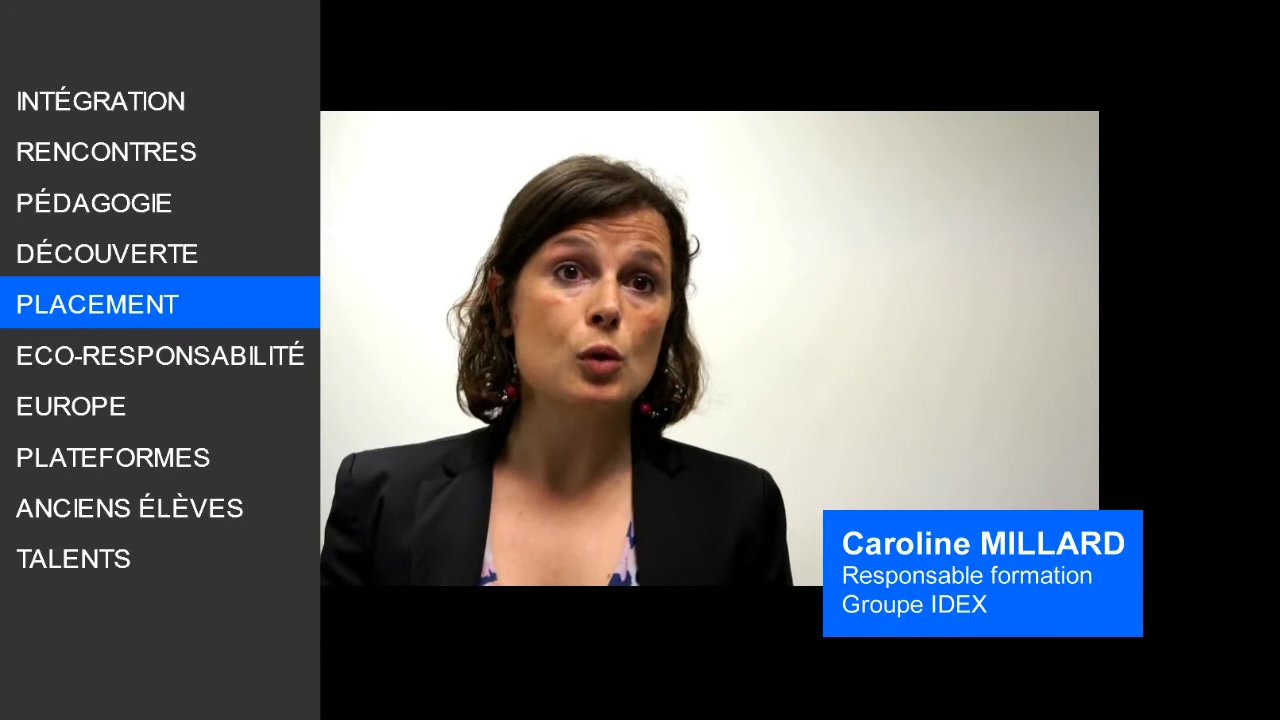 INTÉGRATION
RENCONTRES
PÉDAGOGIE
DÉCOUVERTE
PLACEMENT
ECO-RESPONSABILITÉ
EUROPE
PLATEFORMES
ANCIENS ÉLÈVES
TALENTS
Caroline MILLARD
Responsable formation
Groupe IDEX